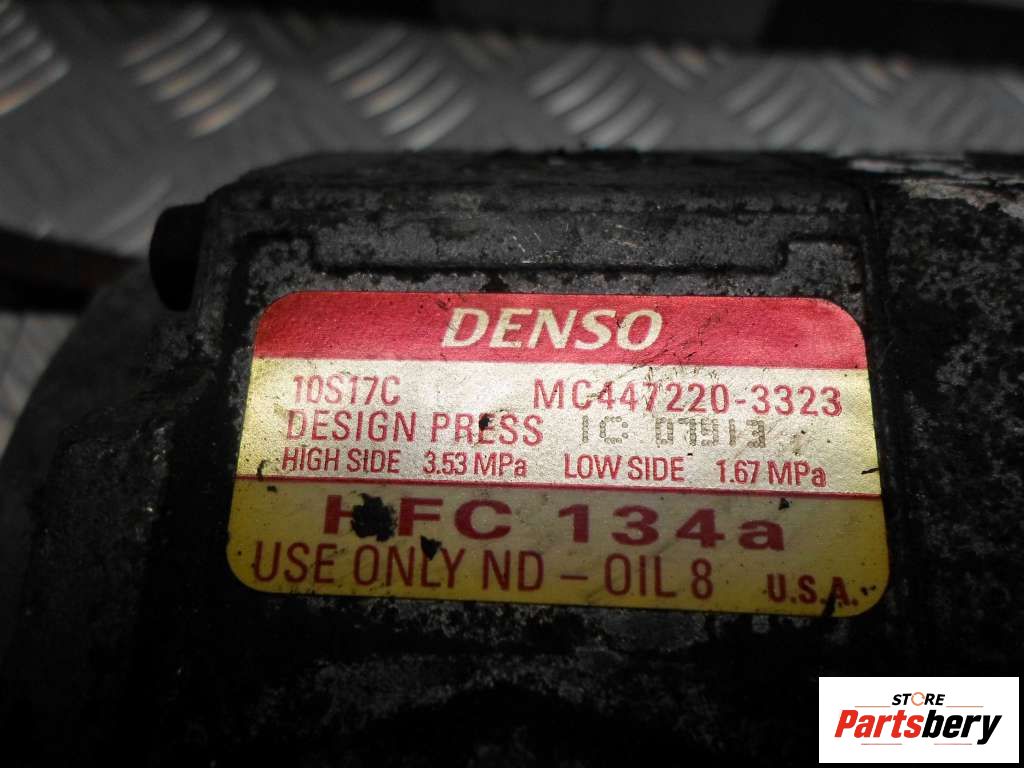 DENSO
10S17C MC447220-3323
DESIGN PRESS
HIGH SIDE 3.53 MPa LOW SIDE 1.67 MPa
HFC 134a
USE ONLY ND - OIL 8 U.S.A.
STORE
Partsbery